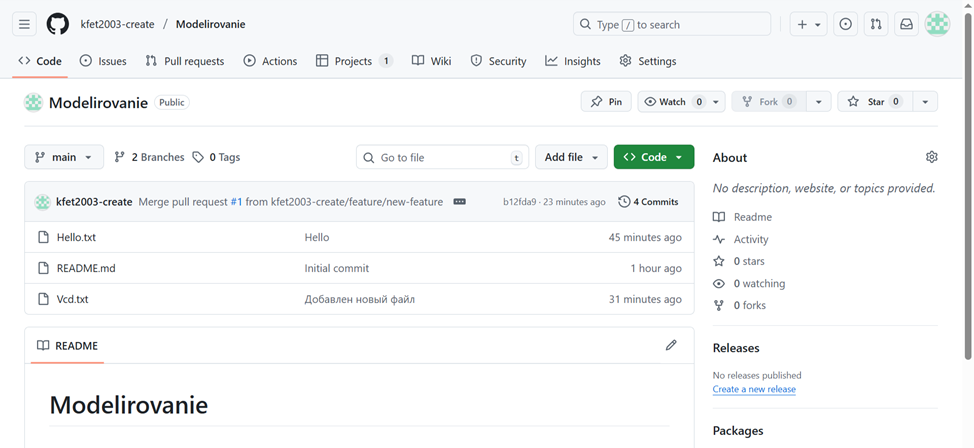 kfet2003-create / Modelirovanie
Type / to search
Code Issues Pull requests Actions Projects 1 Wiki Security Insights Settings
Modelirovanie Public
Pin Watch 0 Fork 0 Star 0
main 2 Branches 0 Tags
Go to file t
Add file
Code
kfet2003-create Merge pull request #1 from kfet2003-create/feature/new-feature b12fda9 · 23 minutes ago 4 Commits
Hello.txt Hello 45 minutes ago
README.md Initial commit 1 hour ago
Vcd.txt Добавлен новый файл 31 minutes ago
README
Modelirovanie
About
No description, website, or topics provided.
Readme
Activity
0 stars
0 watching
0 forks
Releases
No releases published
Create a new release
Packages